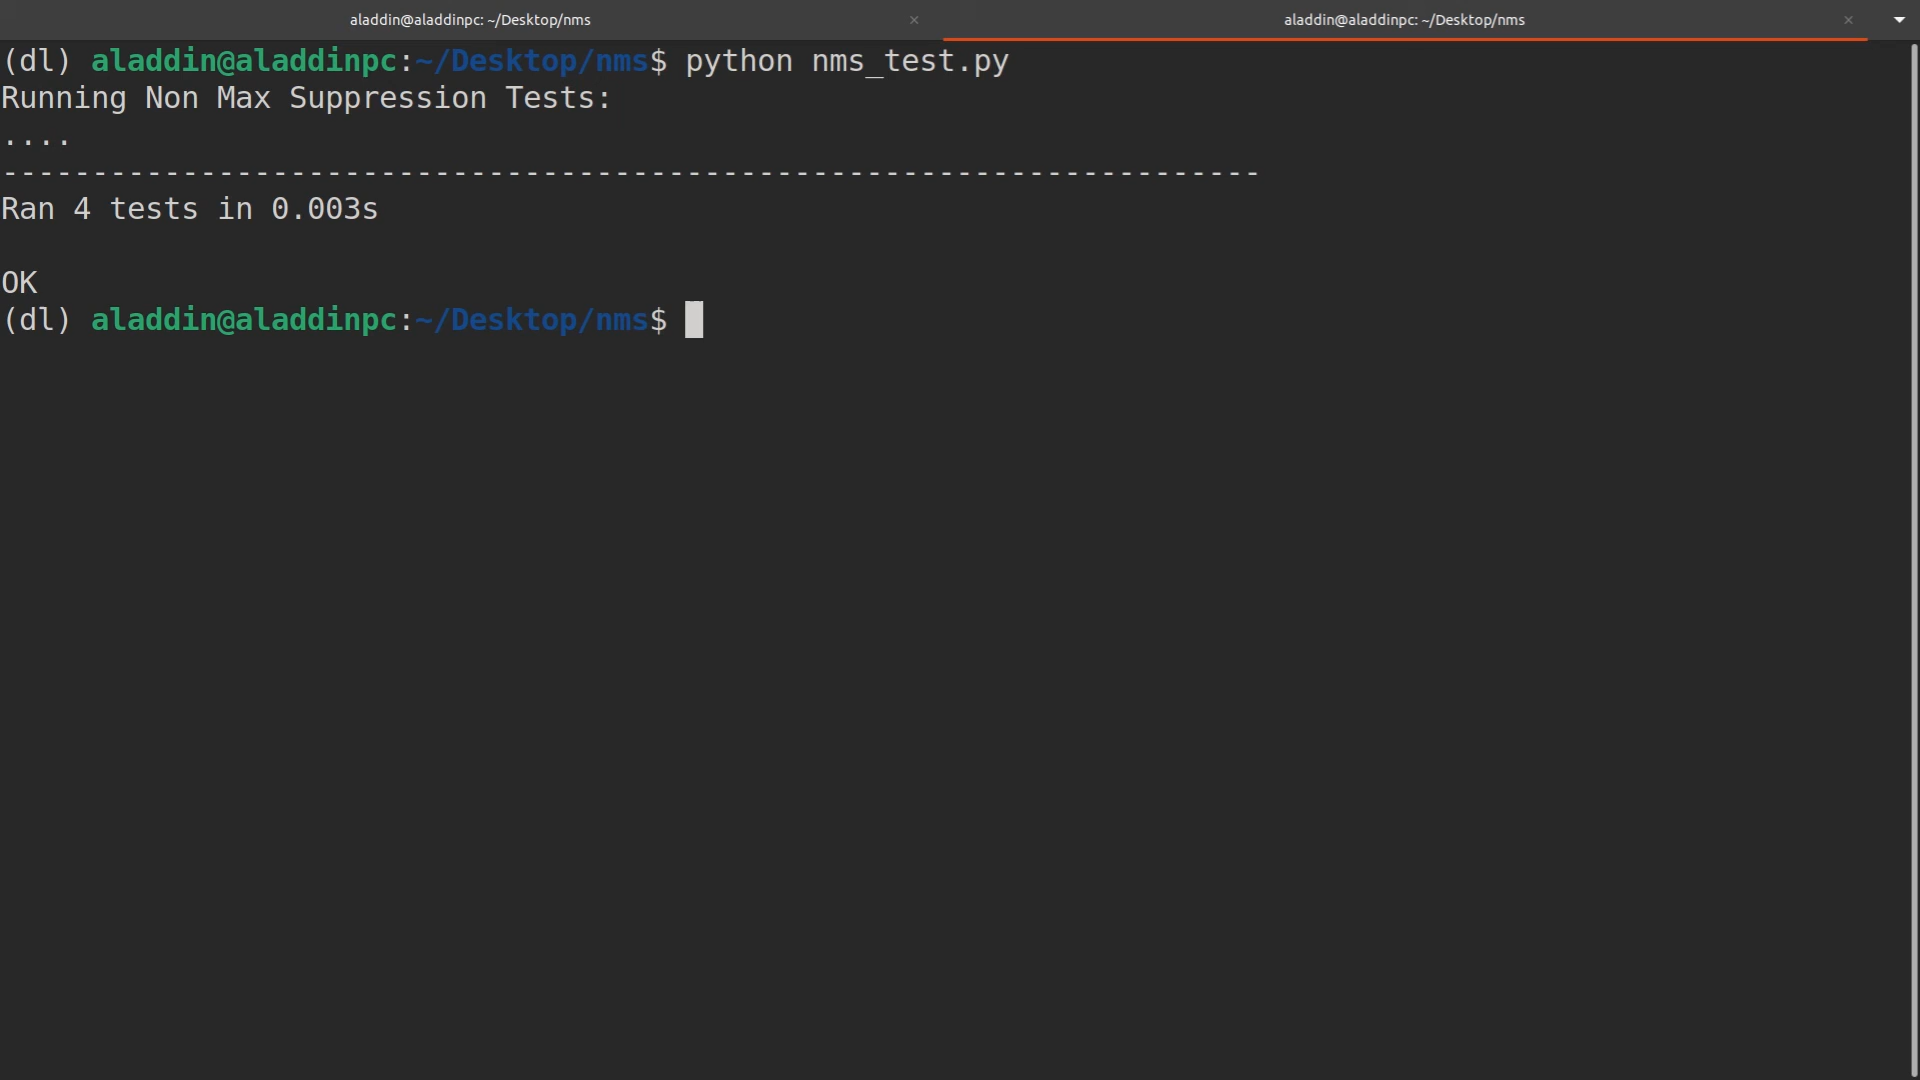 aladdin@aladdinpc: ~/Desktop/nms × aladdin@aladdinpc: ~/Desktop/nms ×
(dl) aladdin@aladdinpc:~/Desktop/nms$ python nms_test.py
Running Non Max Suppression Tests:
....
----------------------------------------------------------------------
Ran 4 tests in 0.003s
OK
(dl) aladdin@aladdinpc:~/Desktop/nms$